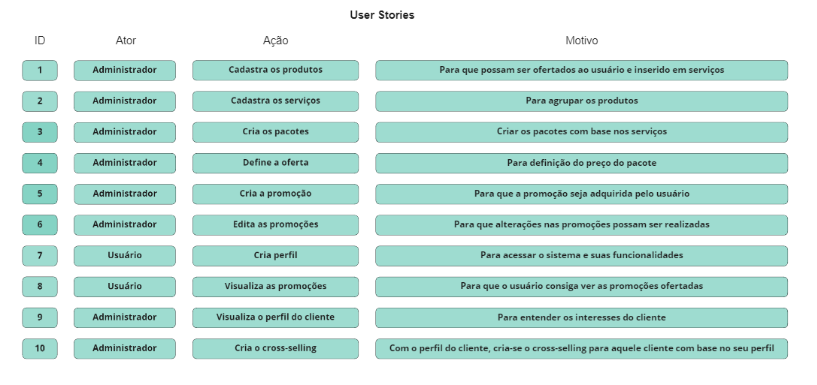 User Stories
ID Ator Ação Motivo
1 Administrador Cadastra os produtos Para que possam ser ofertados ao usuário e inserido em serviços
2 Administrador Cadastra os serviços Para agrupar os produtos
3 Administrador Cria os pacotes Criar os pacotes com base nos serviços
4 Administrador Define a oferta Para definição do preço do pacote
5 Administrador Cria a promoção Para que a promoção seja adquirida pelo usuário
6 Administrador Edita as promoções Para que alterações nas promoções possam ser realizadas
7 Usuário Cria perfil Para acessar o sistema e suas funcionalidades
8 Usuário Visualiza as promoções Para que o usuário consiga ver as promoções ofertadas
9 Administrador Visualiza o perfil do cliente Para entender os interesses do cliente
10 Administrador Cria o cross-selling Com o perfil do cliente, cria-se o cross-selling para aquele cliente com base no seu perfil